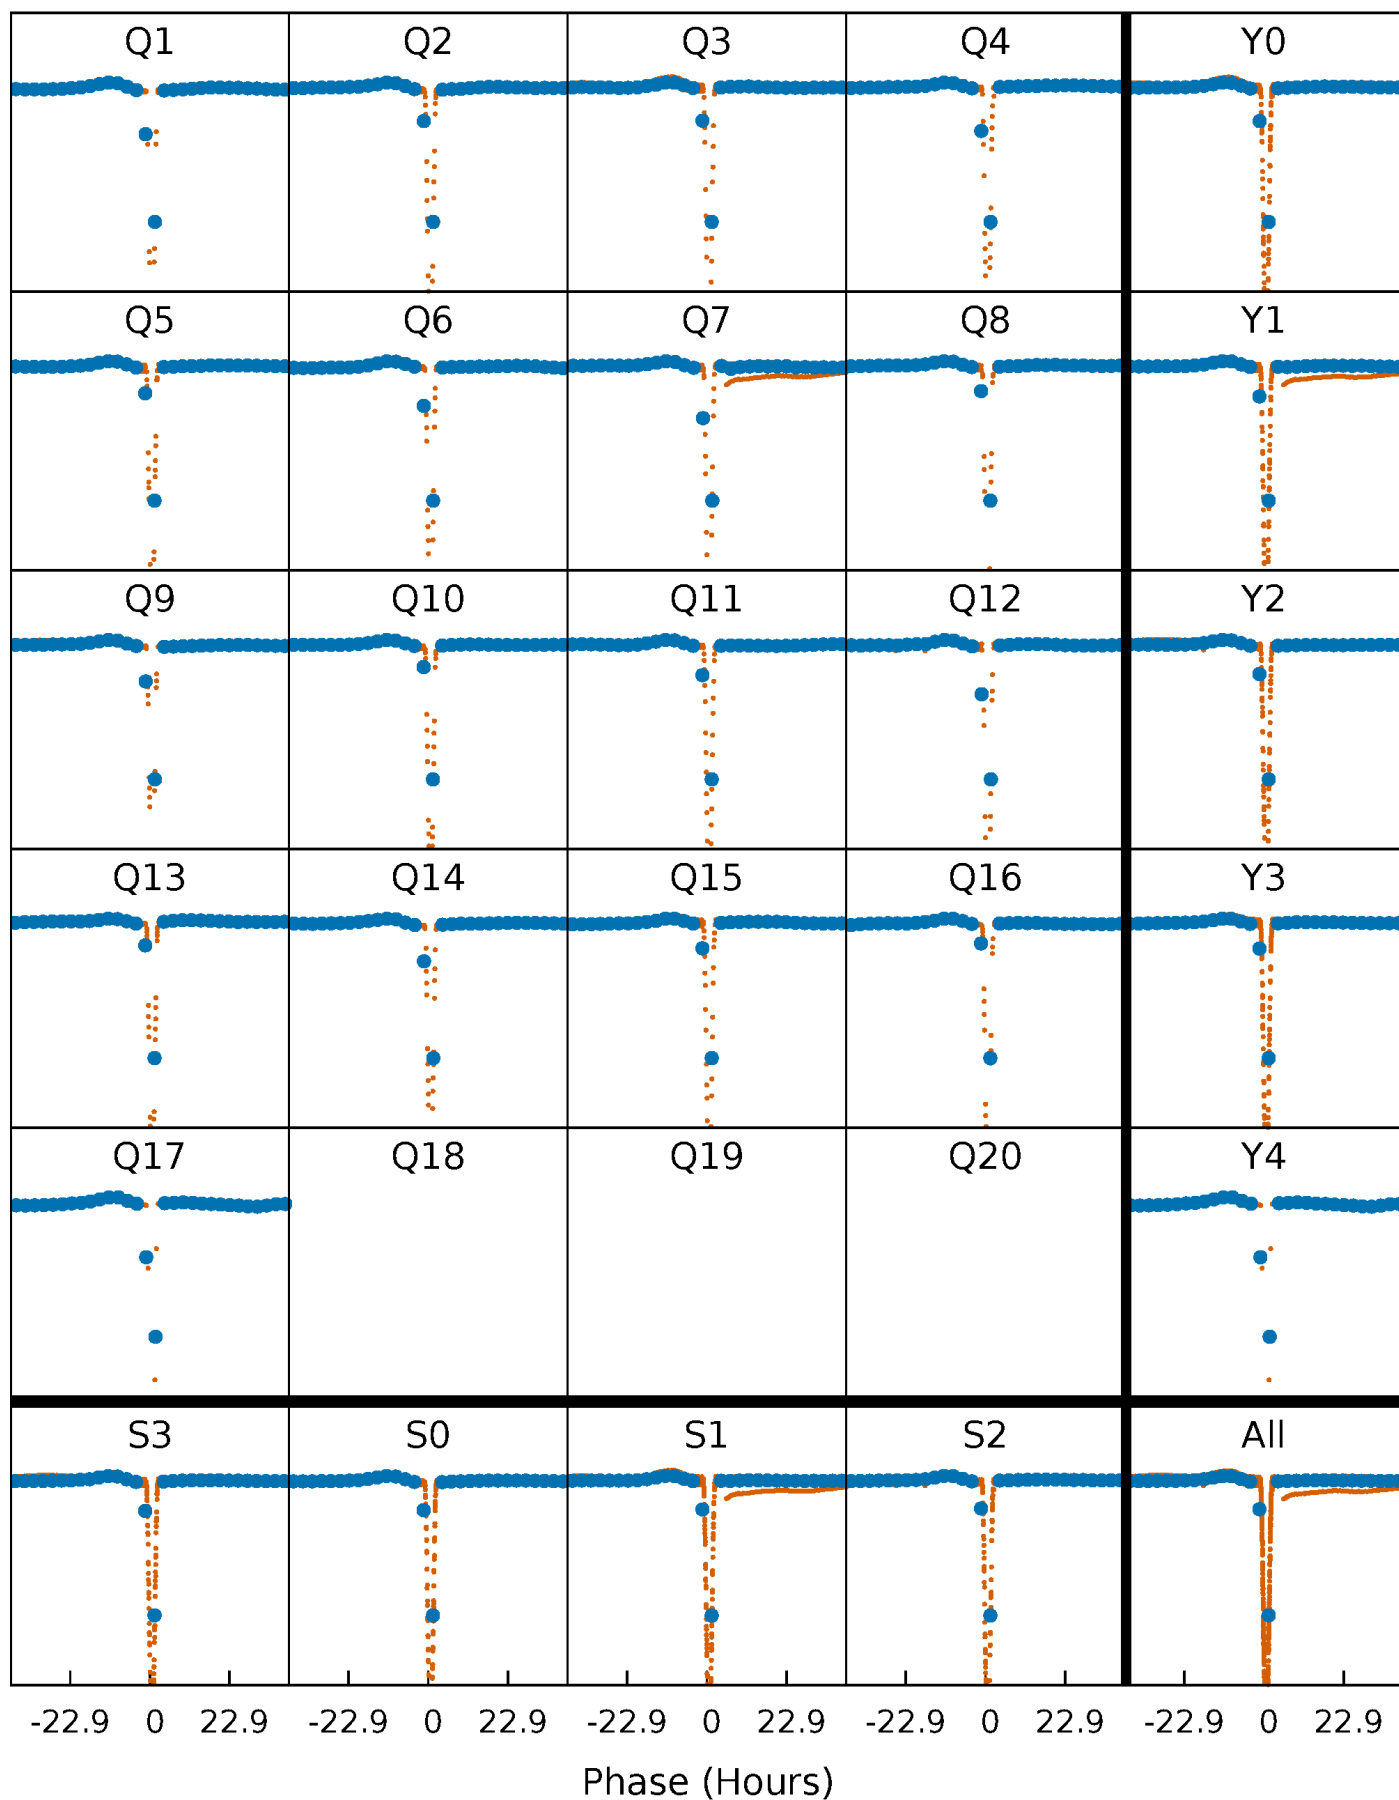 Q1 Q2 Q3 Q4 Y0
Q5 Q6 Q7 Q8 Y1
Q9 Q10 Q11 Q12 Y2
Q13 Q14 Q15 Q16 Y3
Q17 Q18 Q19 Q20 Y4
S3 S0 S1 S2 All
-22.9 0 22.9 -22.9 0 22.9 -22.9 0 22.9 -22.9 0 22.9 -22.9 0 22.9
Phase (Hours)